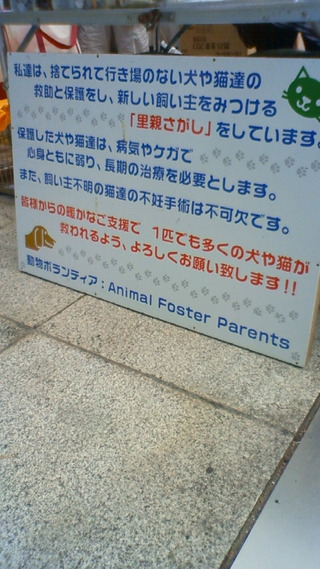 私達は、捨てられて行き場のない犬や猫達の
救助と保護をし、新しい飼い主をみつける
「里親さがし」をしています。
保護した犬や猫達は、病気やケガで
心身ともに弱り、長期の治療を必要とします。
また、飼い主不明の猫達の不妊手術は不可欠です。
皆様からの暖かなご支援で 1匹でも多くの犬や猫が
救われるよう、よろしくお願い致します!!
動物ボランティア：Animal Foster Parents